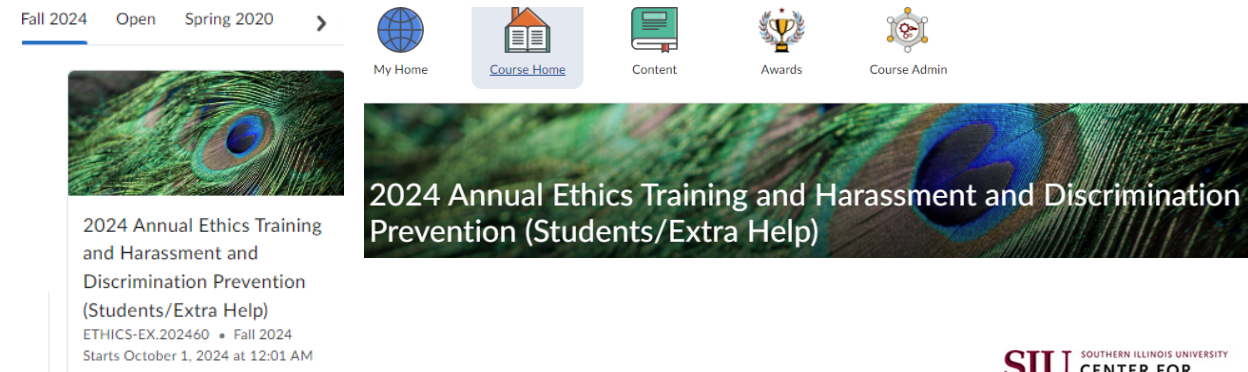 Fall 2024 Open Spring 2020
2024 Annual Ethics Training
and Harassment and
Discrimination Prevention
(Students/Extra Help)
ETHICS-EX.202460 • Fall 2024
Starts October 1, 2024 at 12:01 AM
My Home Course Home Content Awards Course Admin
2024 Annual Ethics Training and Harassment and Discrimination
Prevention (Students/Extra Help)
SIU
SOUTHERN ILLINOIS UNIVERSITY
CENTER FOR